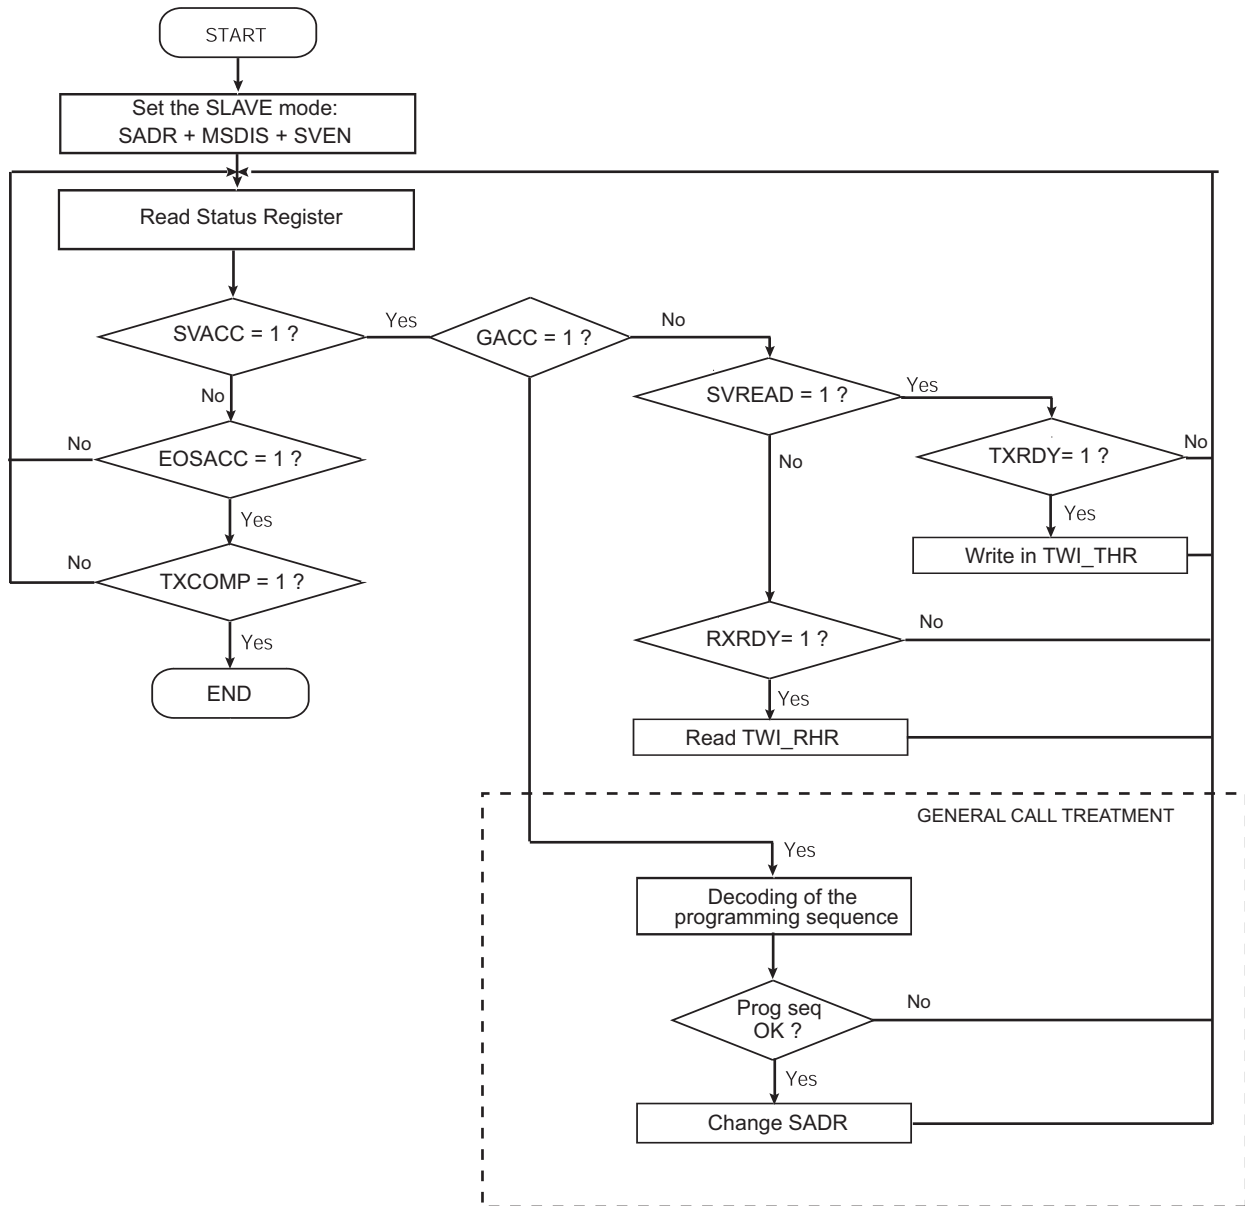 START
Set the SLAVE mode:
SADR + MSDIS + SVEN
Read Status Register
SVACC = 1 ?
Yes
GACC = 1 ?
No
SVREAD = 1 ?
Yes
No
EOSACC = 1 ?
No
TXRDY= 1 ?
No
No
Yes
Yes
Write in TWI_THR
TXCOMP = 1 ?
No
Yes
END
RXRDY= 1 ?
No
Yes
Read TWI_RHR
GENERAL CALL TREATMENT
Yes
Decoding of the
programming sequence
Prog seq
OK ?
No
Yes
Change SADR